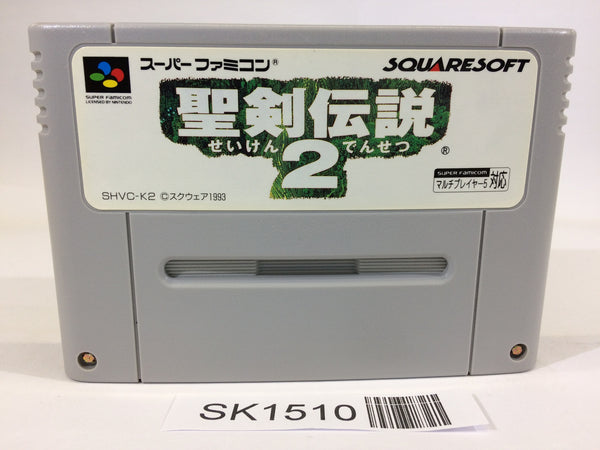 スーパーファミコン®
SQUARESOFT
SUPER FAMICOM
LICENSED BY NINTENDO
聖剣伝説
せいけん でんせつ
2
®
SUPER FAMICOM
マルチプレイヤー5 対応
SHVC-K2 ©スクウェア1993
SK1510